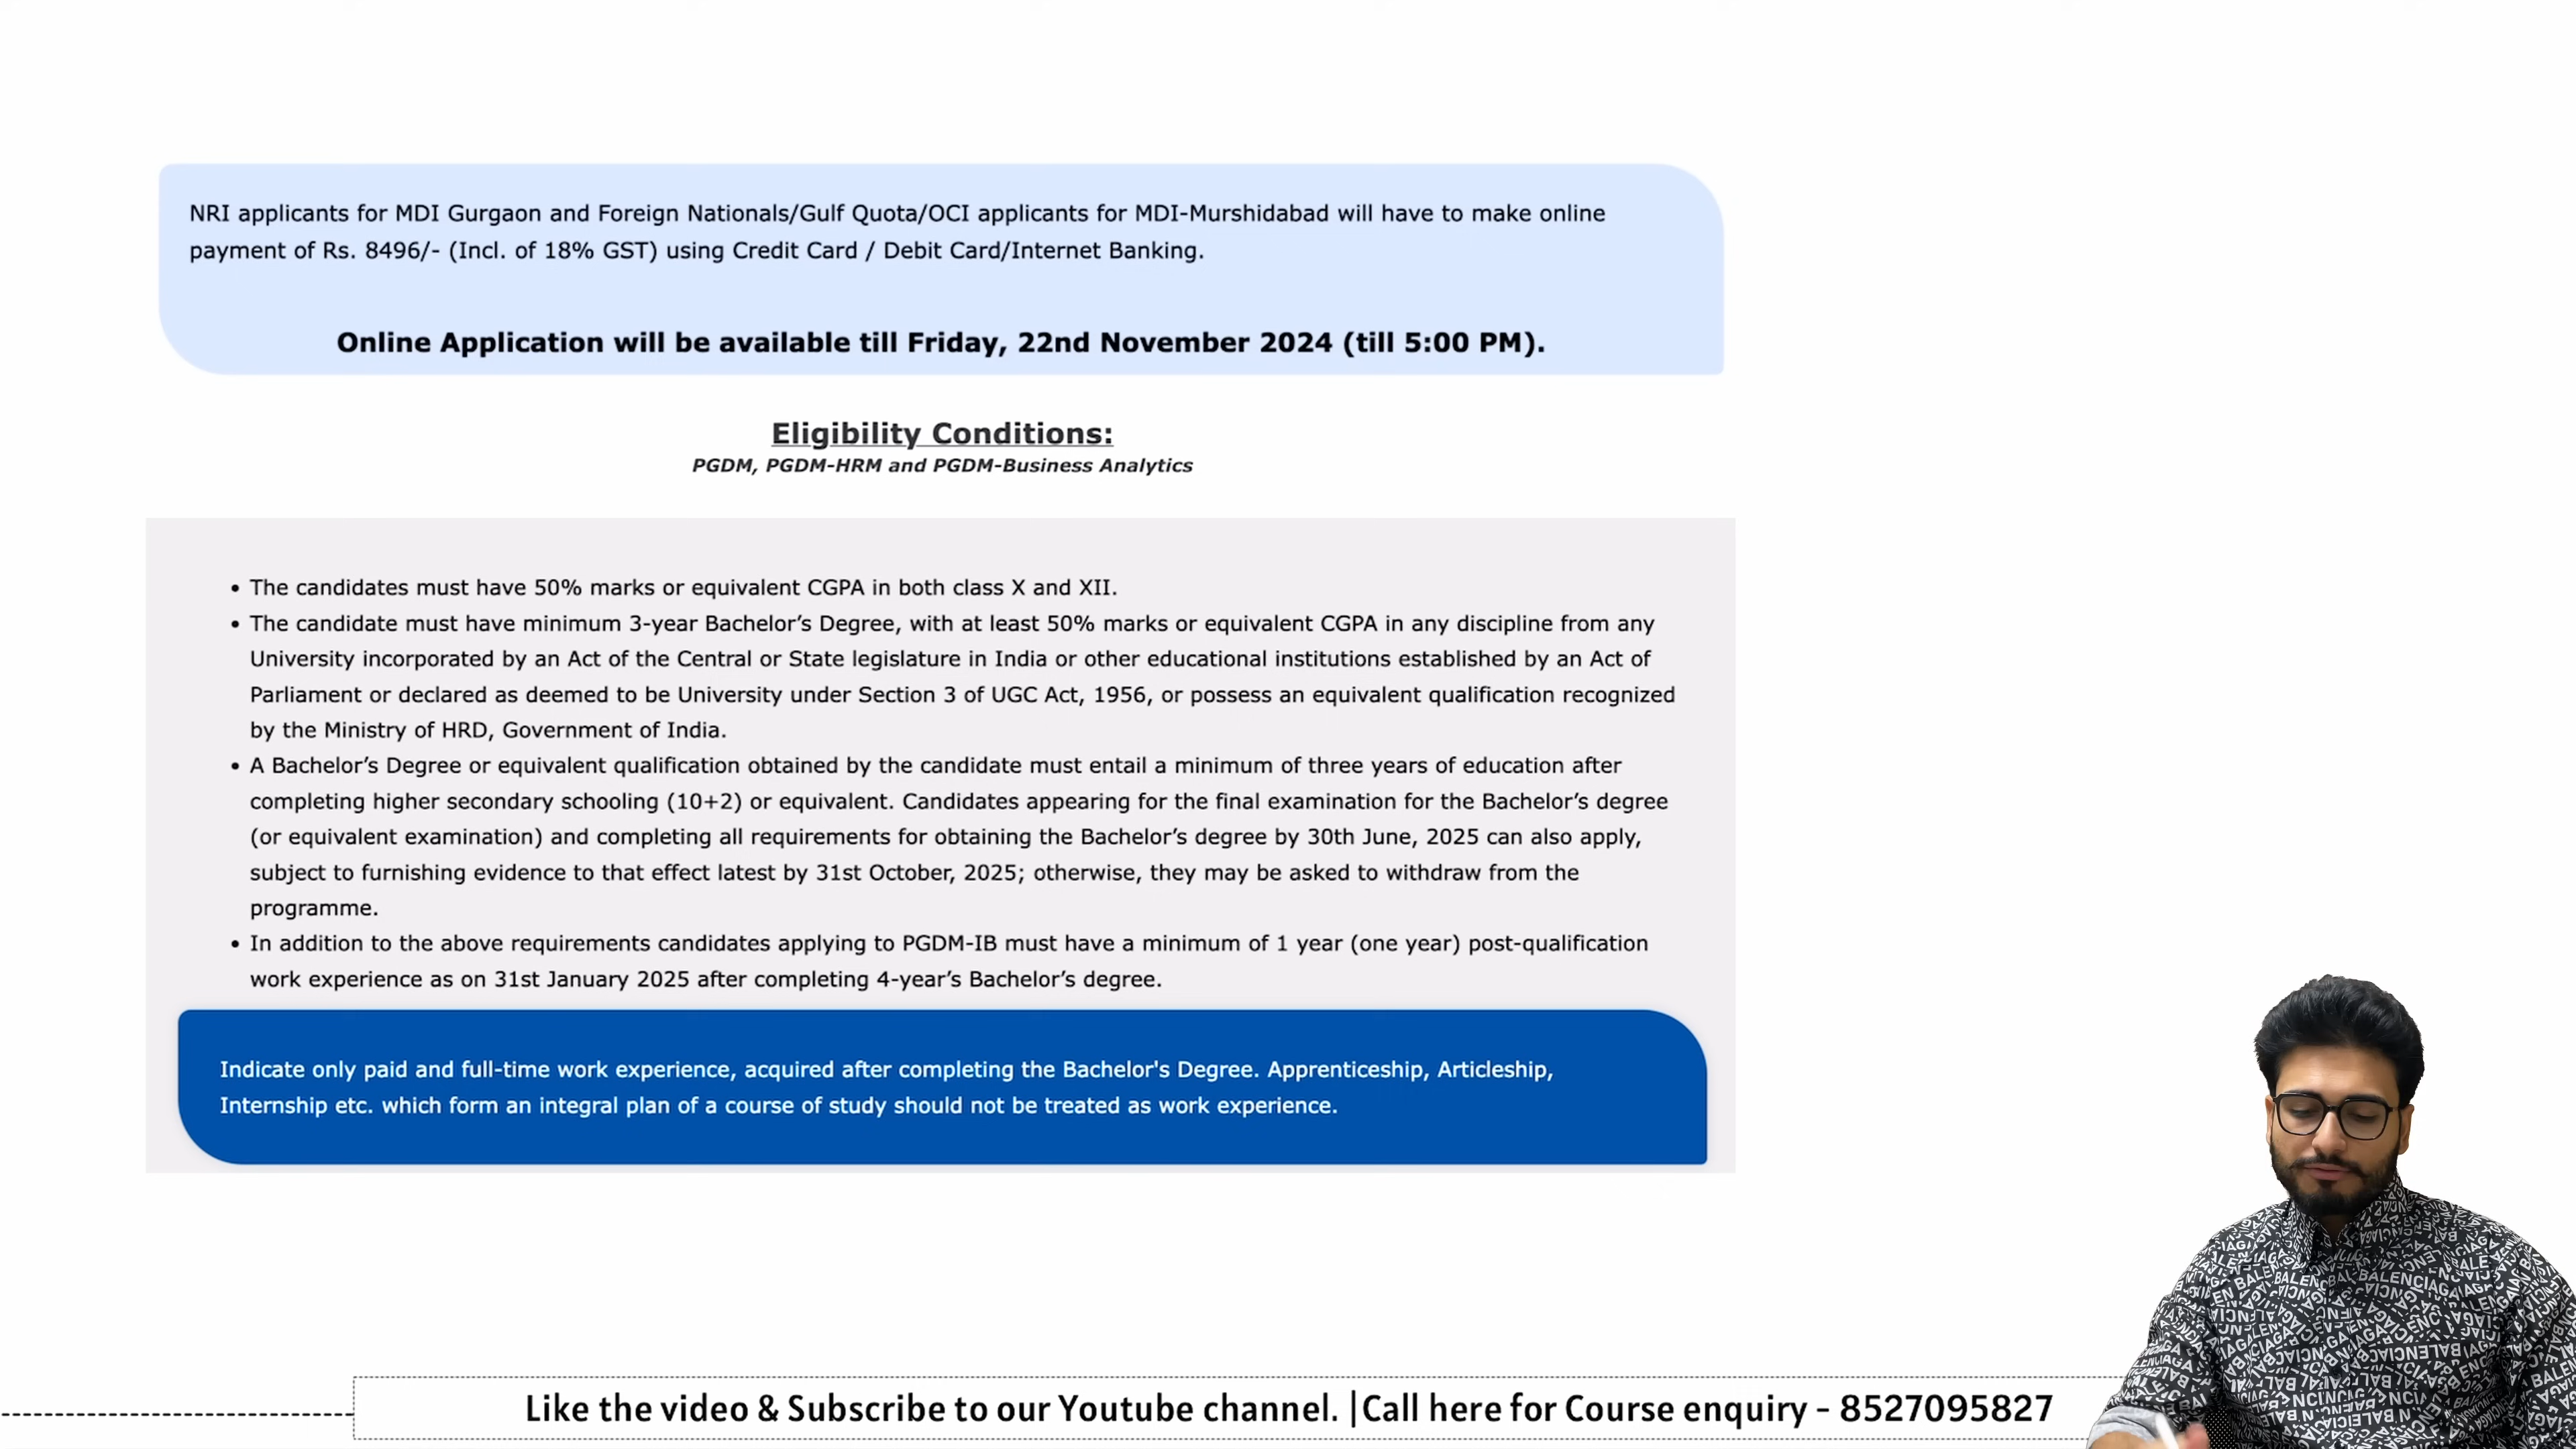 NRI applicants for MDI Gurgaon and Foreign Nationals/Gulf Quota/OCI applicants for MDI-Murshidabad will have to make online
payment of Rs. 8496/- (Incl. of 18% GST) using Credit Card / Debit Card/Internet Banking.
Online Application will be available till Friday, 22nd November 2024 (till 5:00 PM).
Eligibility Conditions:
PGDM, PGDM-HRM and PGDM-Business Analytics
• The candidates must have 50% marks or equivalent CGPA in both class X and XII.
• The candidate must have minimum 3-year Bachelor’s Degree, with at least 50% marks or equivalent CGPA in any discipline from any
University incorporated by an Act of the Central or State legislature in India or other educational institutions established by an Act of
Parliament or declared as deemed to be University under Section 3 of UGC Act, 1956, or possess an equivalent qualification recognized
by the Ministry of HRD, Government of India.
• A Bachelor’s Degree or equivalent qualification obtained by the candidate must entail a minimum of three years of education after
completing higher secondary schooling (10+2) or equivalent. Candidates appearing for the final examination for the Bachelor’s degree
(or equivalent examination) and completing all requirements for obtaining the Bachelor’s degree by 30th June, 2025 can also apply,
subject to furnishing evidence to that effect latest by 31st October, 2025; otherwise, they may be asked to withdraw from the
programme.
• In addition to the above requirements candidates applying to PGDM-IB must have a minimum of 1 year (one year) post-qualification
work experience as on 31st January 2025 after completing 4-year’s Bachelor’s degree.
Indicate only paid and full-time work experience, acquired after completing the Bachelor's Degree. Apprenticeship, Articleship,
Internship etc. which form an integral plan of a course of study should not be treated as work experience.
Like the video & Subscribe to our Youtube channel. |Call here for Course enquiry - 8527095827